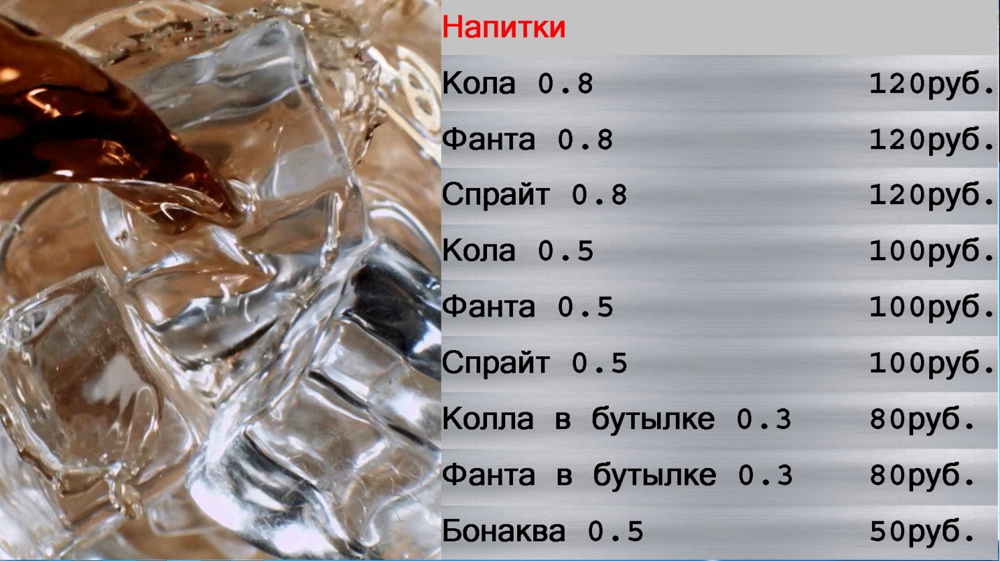 Напитки
Кола 0.8 120руб.
Фанта 0.8 120руб.
Спрайт 0.8 120руб.
Кола 0.5 100руб.
Фанта 0.5 100руб.
Спрайт 0.5 100руб.
Колла в бутылке 0.3 80руб.
Фанта в бутылке 0.3 80руб.
Бонаква 0.5 50руб.